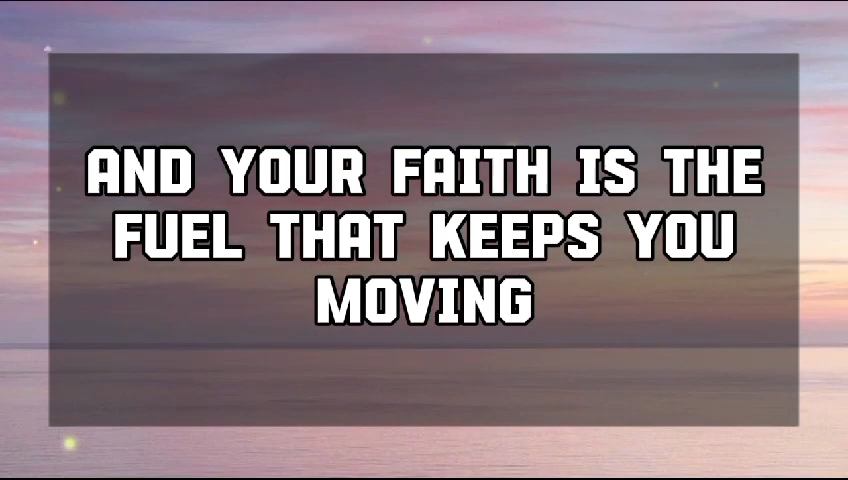 AND YOUR FAITH IS THE
FUEL THAT KEEPS YOU
MOVING